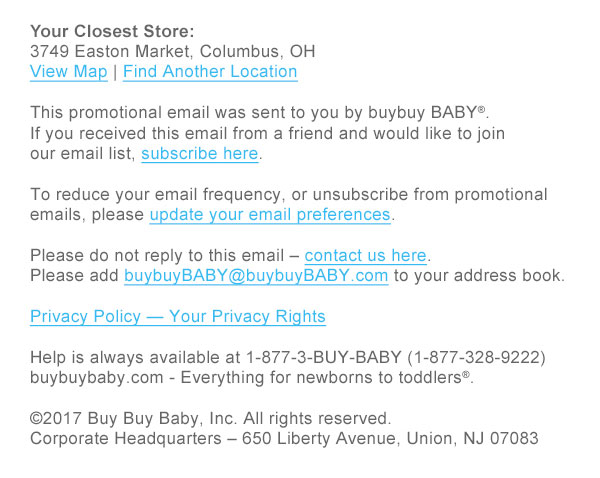 Your Closest Store:
3749 Easton Market, Columbus, OH
View Map | Find Another Location
This promotional email was sent to you by buybuy BABY®.
If you received this email from a friend and would like to join
our email list, subscribe here.
To reduce your email frequency, or unsubscribe from promotional
emails, please update your email preferences.
Please do not reply to this email – contact us here.
Please add buybuyBABY@buybuyBABY.com to your address book.
Privacy Policy — Your Privacy Rights
Help is always available at 1-877-3-BUY-BABY (1-877-328-9222)
buybuybaby.com - Everything for newborns to toddlers®.
©2017 Buy Buy Baby, Inc. All rights reserved.
Corporate Headquarters – 650 Liberty Avenue, Union, NJ 07083